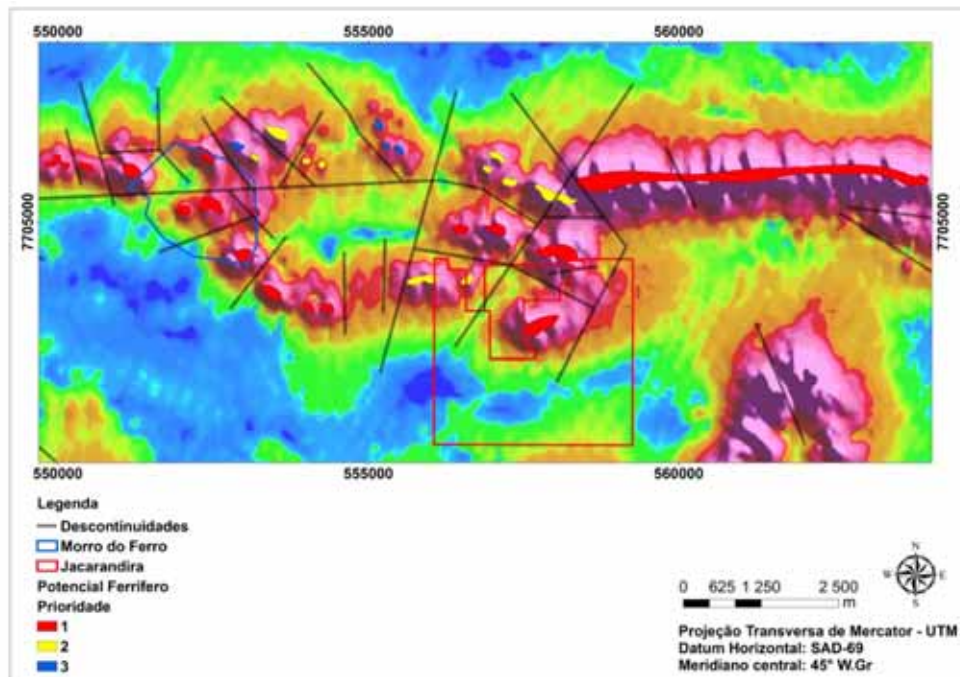 550000 555000 560000
7705000 7705000
550000 555000 560000
Legenda
Descontinuidades
Morro do Ferro
Jacarandira
Potencial Ferrífero
Prioridade
1
2
3
N
W E
S
0 625 1 250 2 500
m
Projeção Transversa de Mercator - UTM
Datum Horizontal: SAD-69
Meridiano central: 45° W.Gr